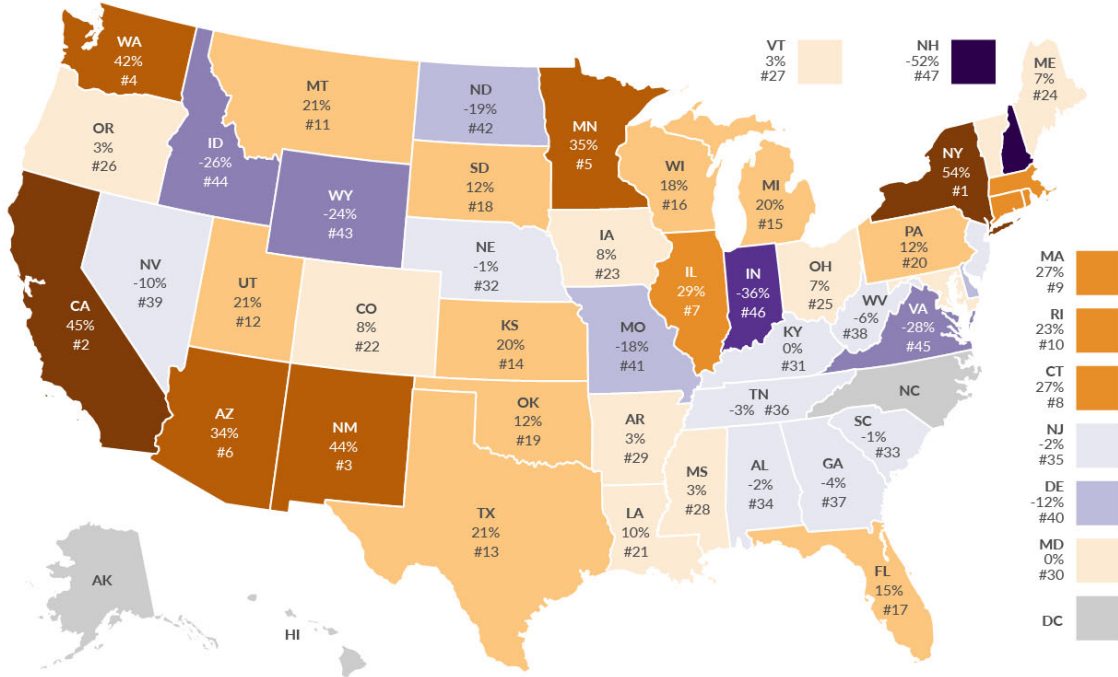 WA
42%
#4
OR
3%
#26
CA
45%
#2
NV
-10%
#39
ID
-26%
#44
MT
21%
#11
WY
-24%
#43
UT
21%
#12
CO
8%
#22
AZ
34%
#6
NM
44%
#3
ND
-19%
#42
SD
12%
#18
NE
-1%
#32
KS
20%
#14
OK
12%
#19
TX
21%
#13
MN
35%
#5
IA
8%
#23
MO
-18%
#41
AR
3%
#29
LA
10%
#21
WI
18%
#16
IL
29%
#7
MI
20%
#15
IN
-36%
#46
OH
7%
#25
KY
0%
#31
TN
-3% #36
MS
3%
#28
AL
-2%
#34
GA
-4%
#37
FL
15%
#17
SC
-1%
#33
NC
WV
-6%
#38
VA
-28%
#45
PA
12%
#20
NY
54%
#1
VT
3%
#27
NH
-52%
#47
ME
7%
#24
MA
27%
#9
RI
23%
#10
CT
27%
#8
NJ
-2%
#35
DE
-12%
#40
MD
0%
#30
DC
AK
HI